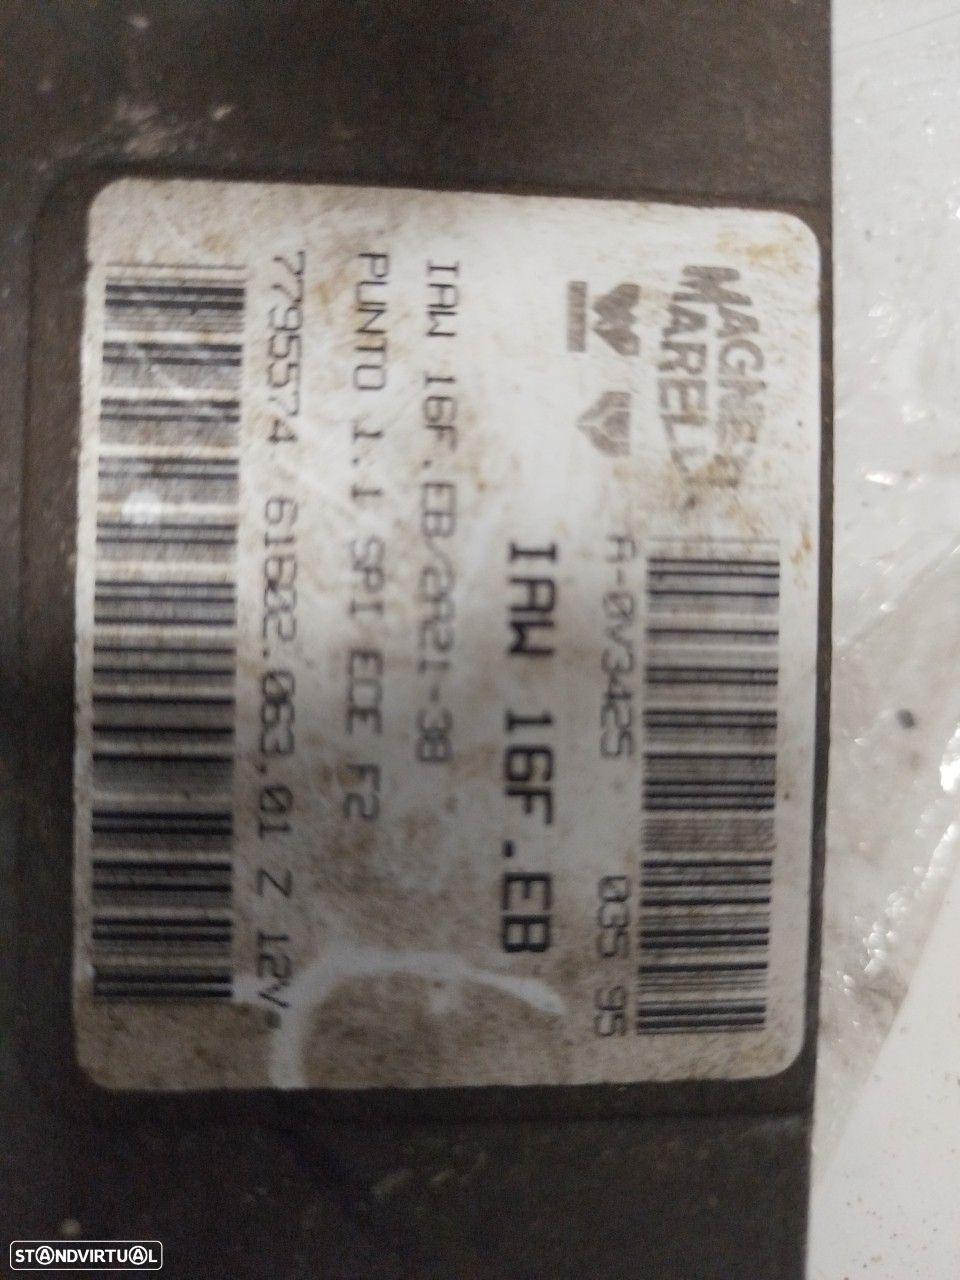 MAGNETI
MARELLI
A-0V342S 035 95
IAW 16F.EB
IAW 16F.EB/2A21-38
PUNTO 1.1 SPI ECE F2
7795574 61602.063.01 Z 12V=
STANDVIRTUAL